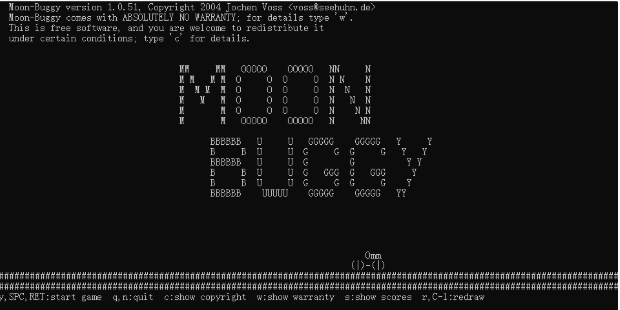 Moon-Buggy version 1.0.51, Copyright 2004 Jochen Voss <voss@seehuhn.de>
Moon-Buggy comes with ABSOLUTELY NO WARRANTY; for details type 'w'.
This is free software, and you are welcome to redistribute it
under certain conditions; type 'c' for details.
MOON
BUGGY
Omm
(|)-(|)
y,SPC,RET:start game q,n:quit c:show copyright w:show warranty s:show scores r,C-l:redraw